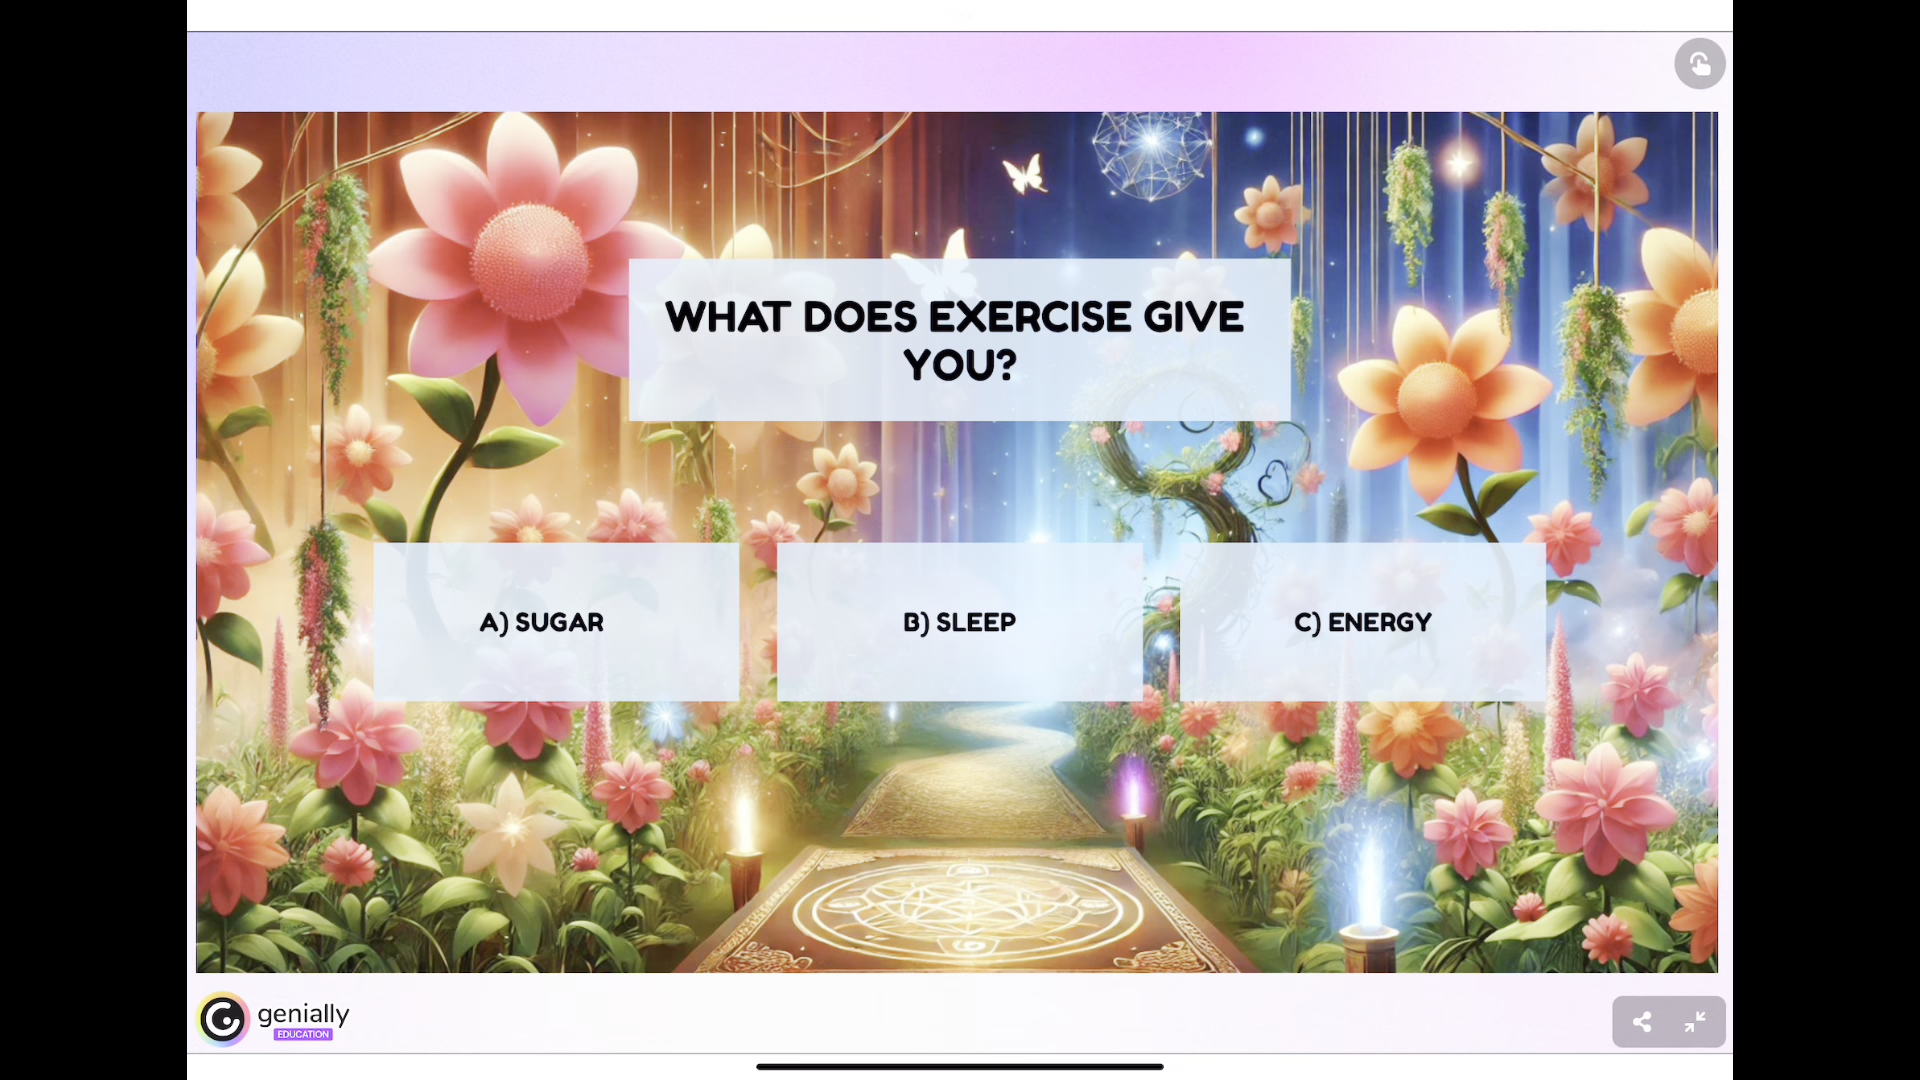 WHAT DOES EXERCISE GIVE
YOU?
A) SUGAR
B) SLEEP
C) ENERGY
genially
EDUCATION